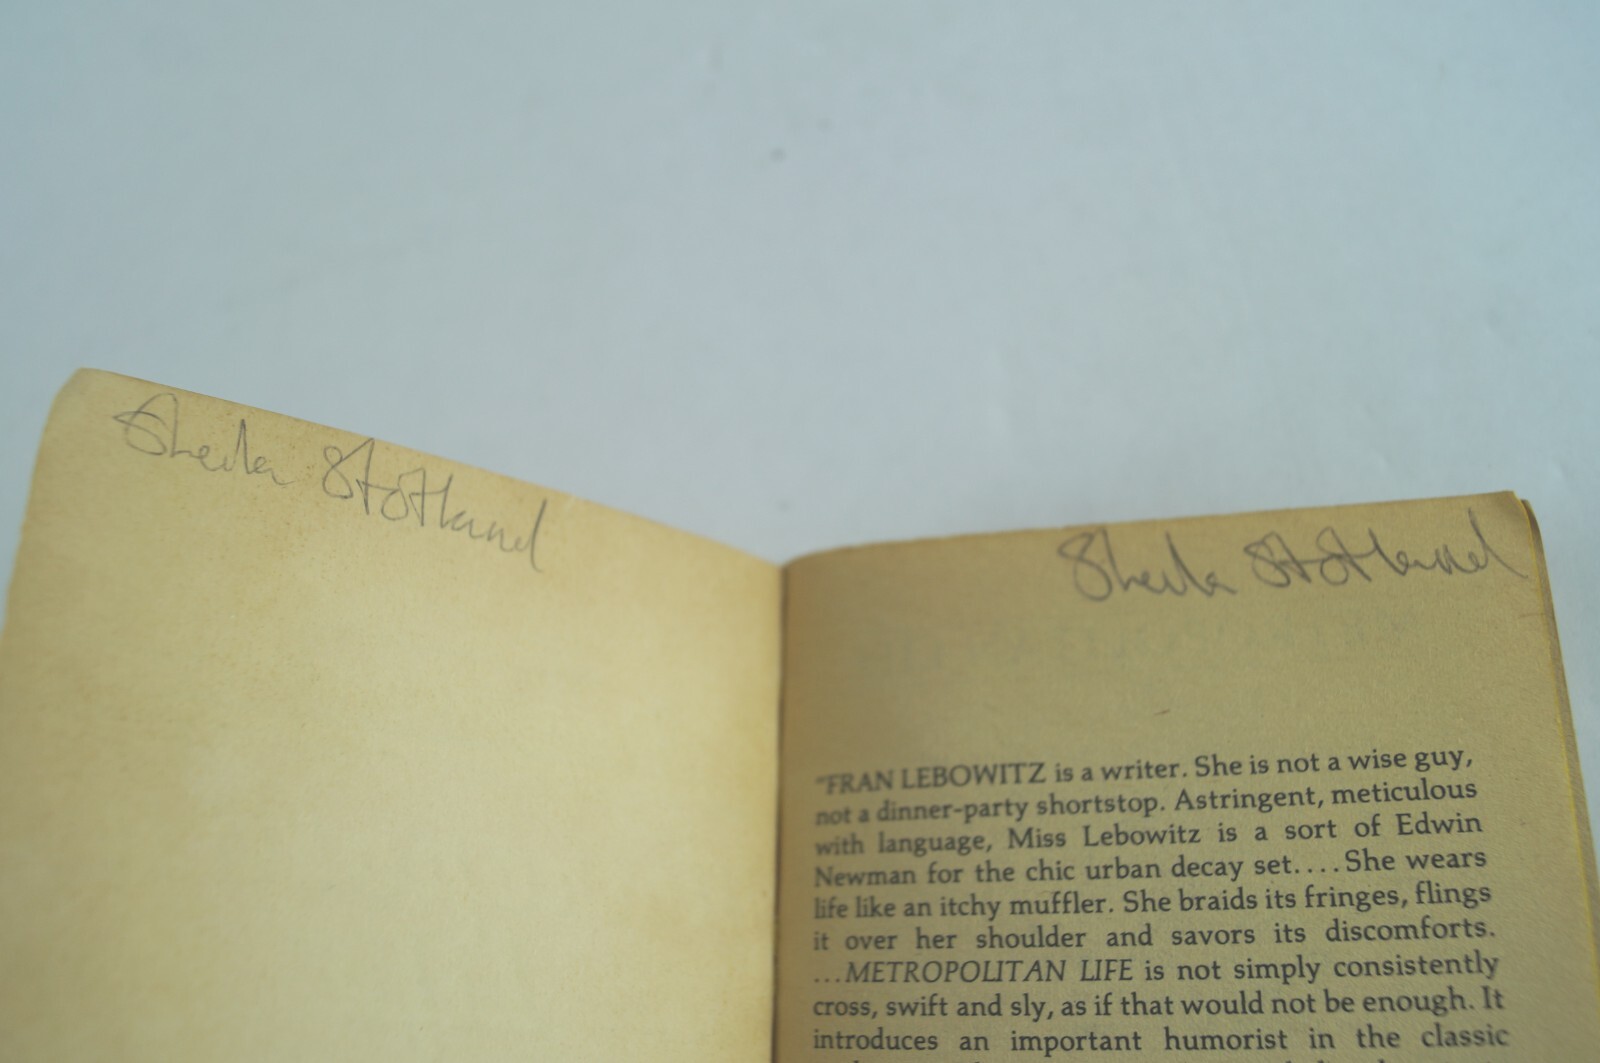 Sheila Stotland
Sheila Stotland
"FRAN LEBOWITZ is a writer. She is not a wise guy,
not a dinner-party shortstop. Astringent, meticulous
with language, Miss Lebowitz is a sort of Edwin
Newman for the chic urban decay set....She wears
life like an itchy muffler. She braids its fringes, flings
it over her shoulder and savors its discomforts.
...METROPOLITAN LIFE is not simply consistently
cross, swift and sly, as if that would not be enough. It
introduces an important humorist in the classic